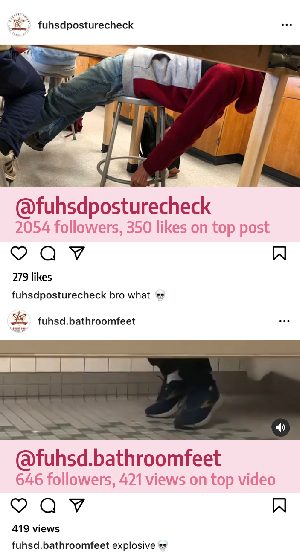 fuhsdposturecheck
@fuhsdposturecheck
2054 followers, 350 likes on top post
279 likes
fuhsdposturecheck bro what 💀
fuhsd.bathroomfeet
@fuhsd.bathroomfeet
646 followers, 421 views on top video
419 views
fuhsd.bathroomfeet explosive 💀